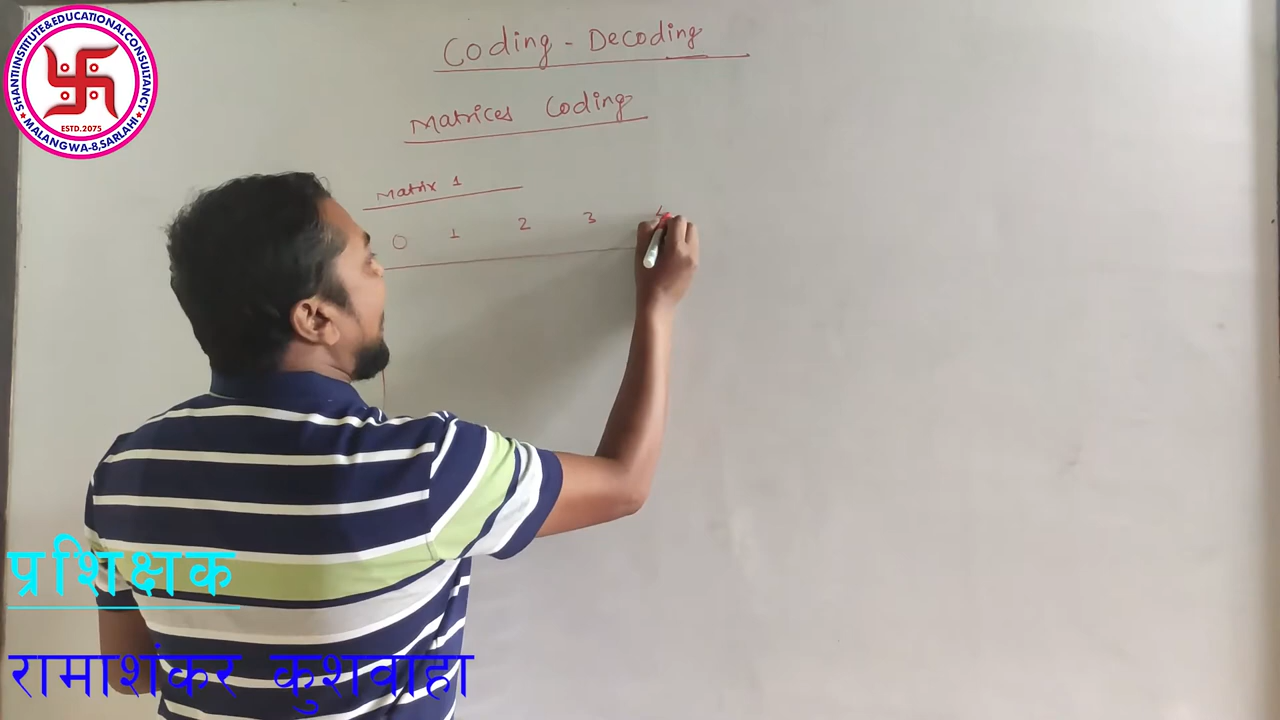 SHANTI INSTITUTE & EDUCATIONAL CONSULTANCY
ESTD.2075
★ MALANGWA-8, SARLAHI ★
Coding - Decoding
Matrices Coding
Matrix 1
0 1 2 3 4
प्रशिक्षक
रामाशंकर कुशवाहा